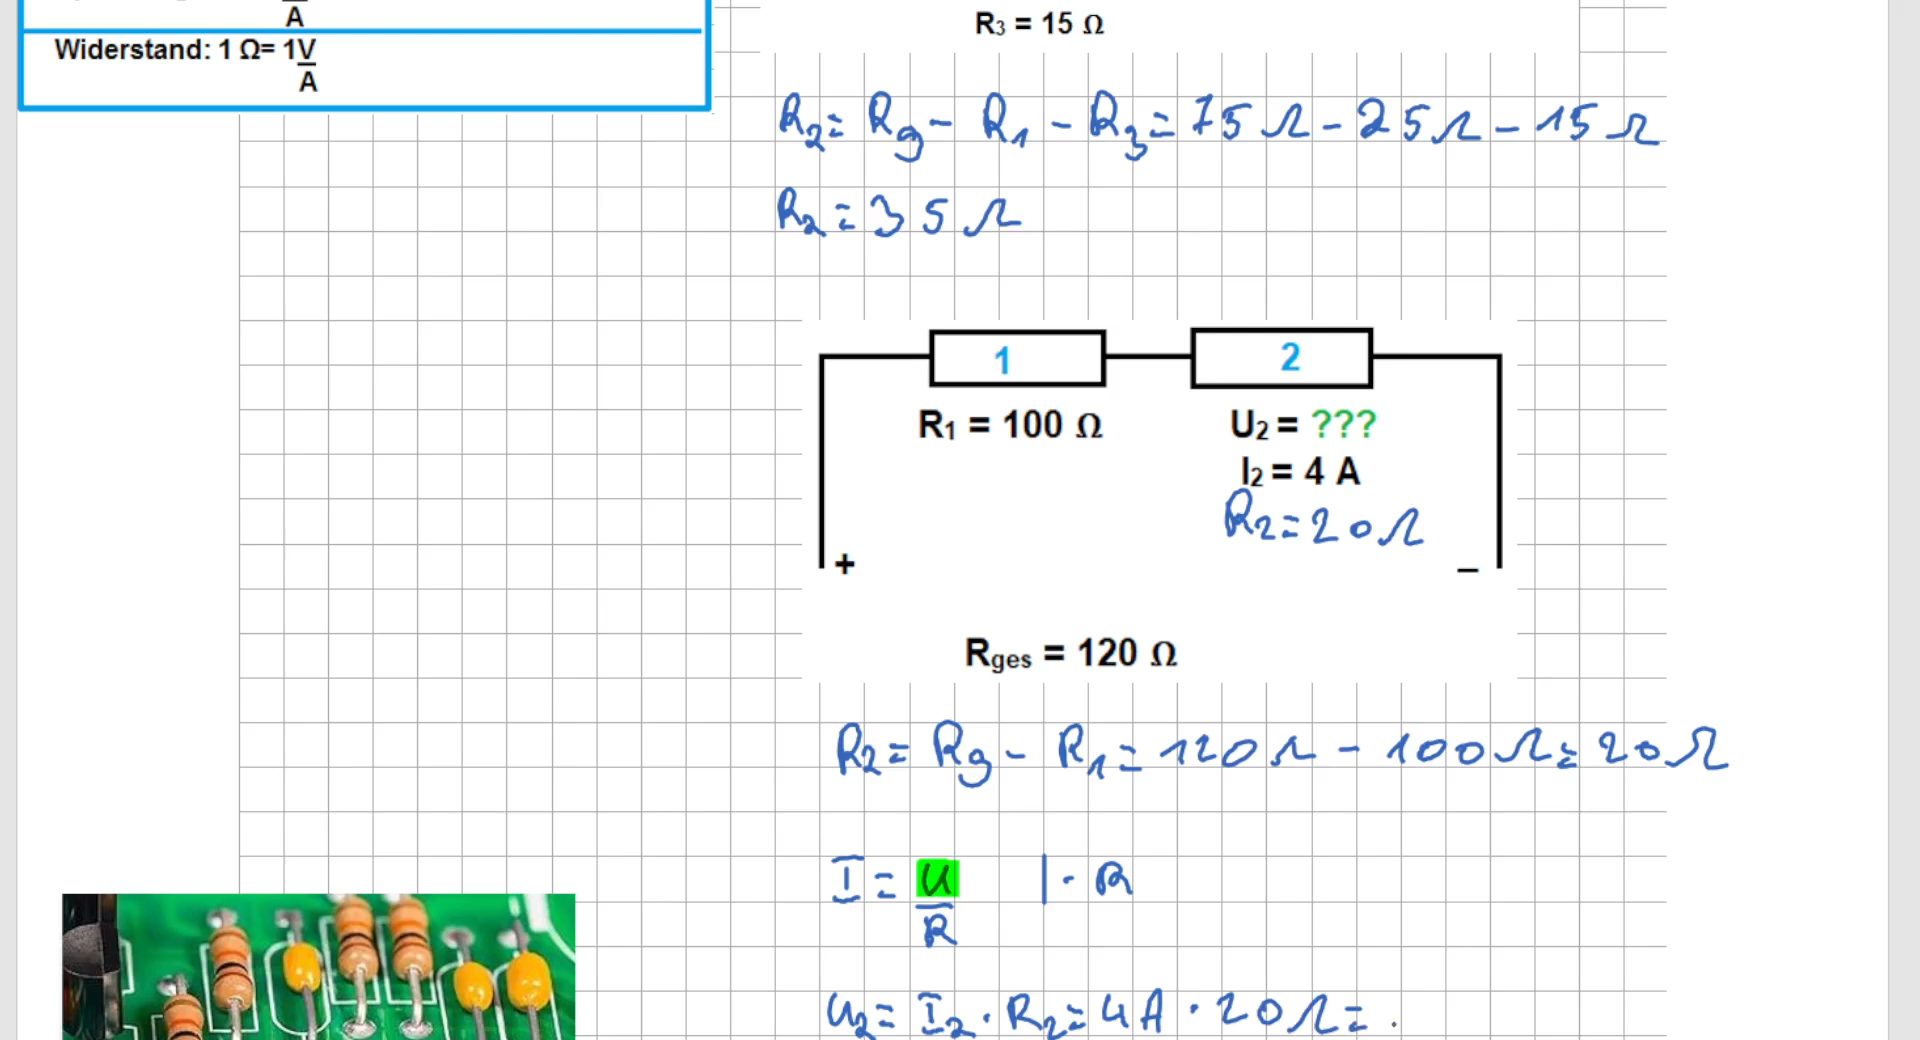 A
Widerstand: 1 Ω= 1V
A
R₃ = 15 Ω
R₂ = Rg - R₁ - R₃ = 75 Ω - 25 Ω - 15 Ω
R₂ = 35 Ω
1
2
R₁ = 100 Ω
U₂ = ???
I₂ = 4 A
R₂ = 20 Ω
+
–
Rges = 120 Ω
R₂ = Rg - R₁ = 120 Ω - 100 Ω = 20 Ω
I = U | · R
R
U₂ = I₂ · R₂ = 4 A · 20 Ω =